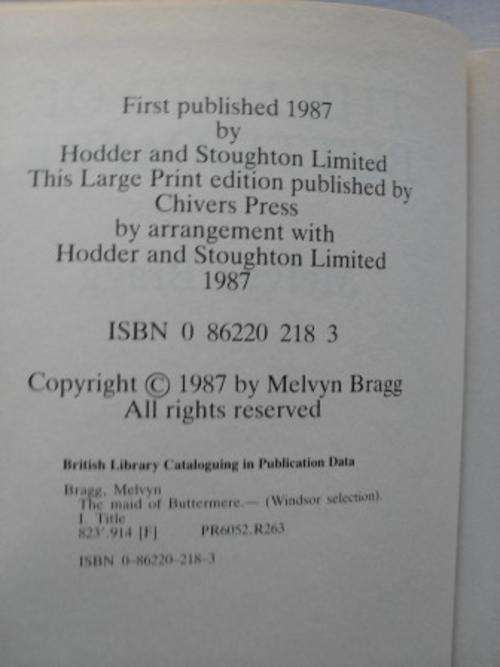 First published 1987
by
Hodder and Stoughton Limited
This Large Print edition published by
Chivers Press
by arrangement with
Hodder and Stoughton Limited
1987
ISBN 0 86220 218 3
Copyright © 1987 by Melvyn Bragg
All rights reserved
British Library Cataloguing in Publication Data
Bragg, Melvyn
The maid of Buttermere.— (Windsor selection).
I. Title
823'.914 [F] PR6052.R263
ISBN 0–86220–218–3